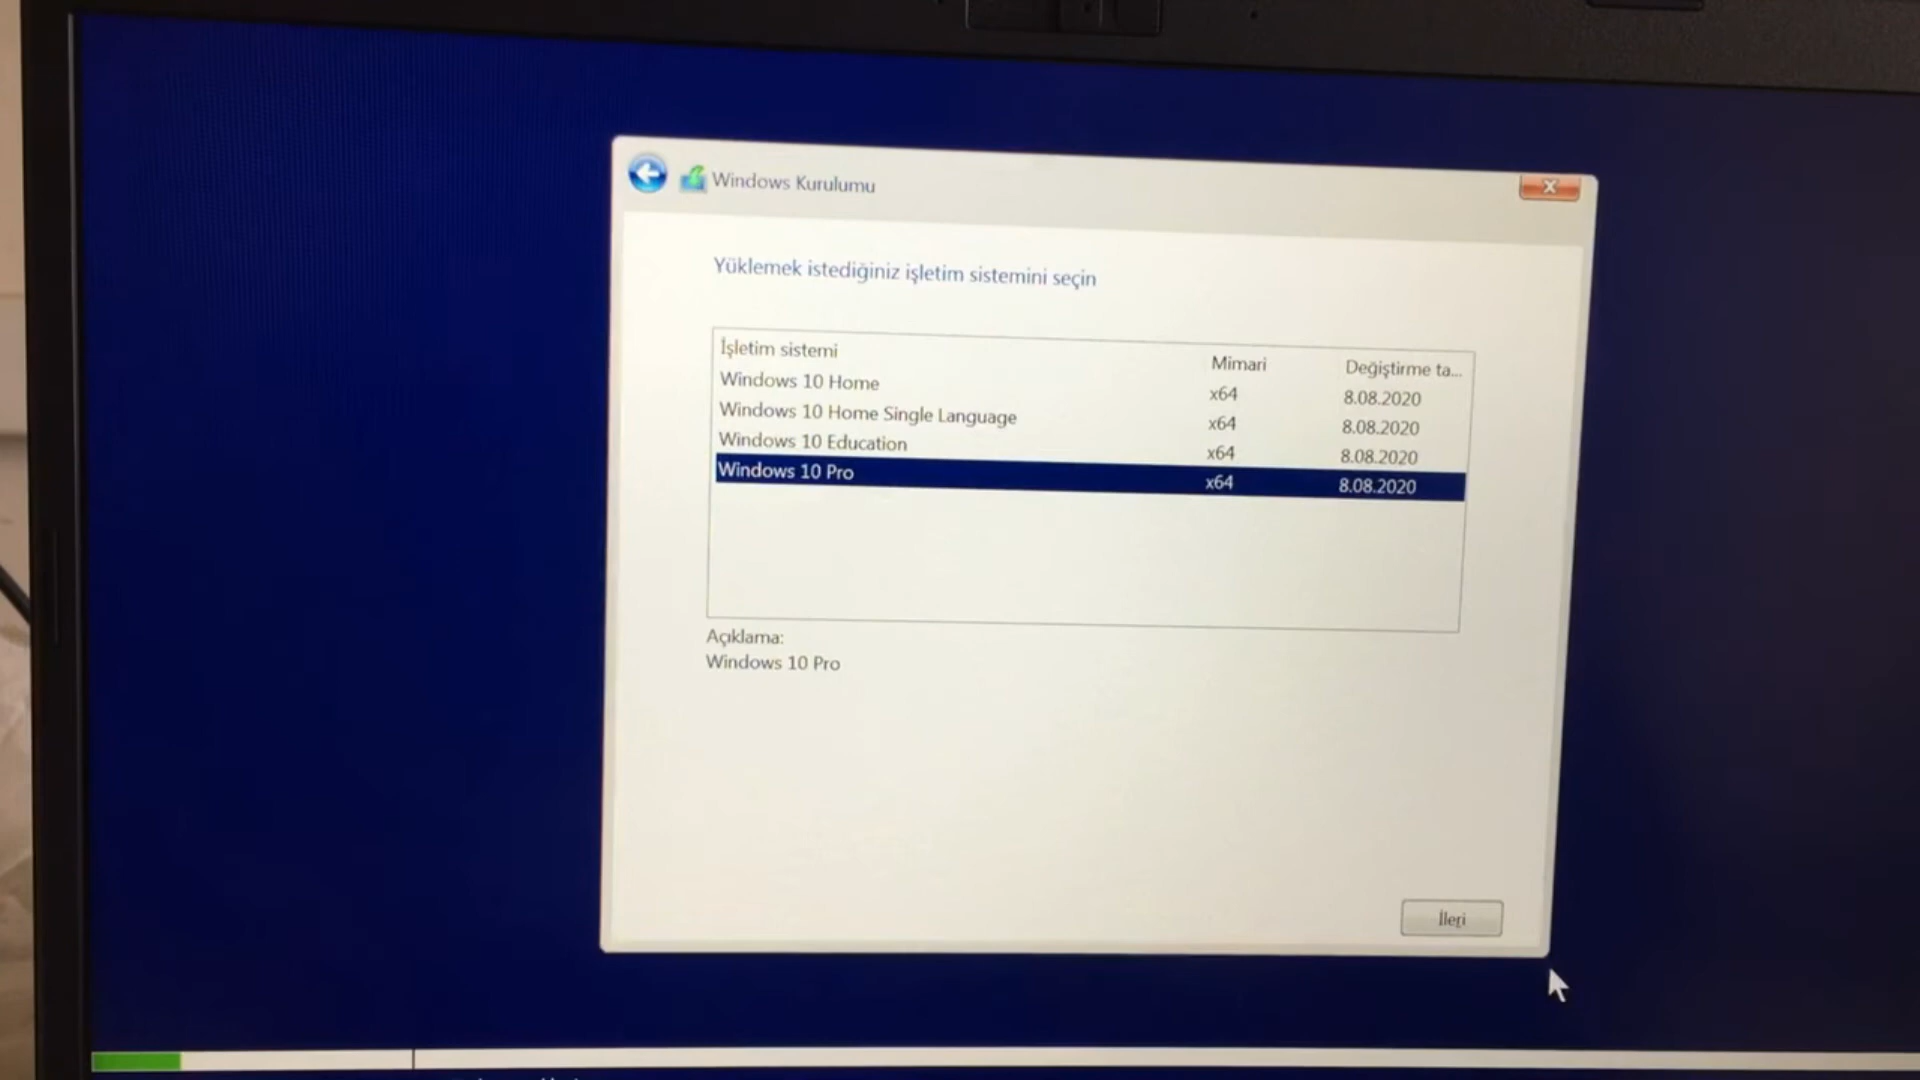 Windows Kurulumu
Yüklemek istediğiniz işletim sistemini seçin
İşletim sistemi Mimari Değiştirme ta...
Windows 10 Home x64 8.08.2020
Windows 10 Home Single Language x64 8.08.2020
Windows 10 Education x64 8.08.2020
Windows 10 Pro x64 8.08.2020
Açıklama:
Windows 10 Pro
İleri